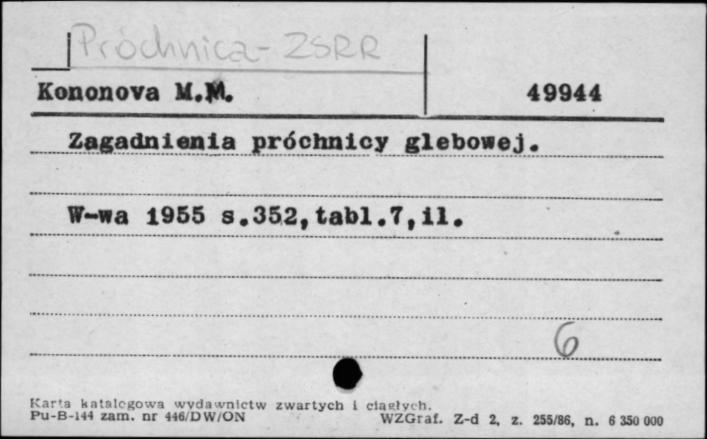 Próchnica - ZSRR
Kononova M.M. 49944
Zagadnienia próchnicy glebowej.
W-wa 1955 s.352,tabl.7,il.
6
Karta katalogowa wydawnictw zwartych i ciągłych.
Pu-B-144 zam. nr 446/DW/ON WZGraf. Z-d 2, z. 255/86, n. 6 350 000